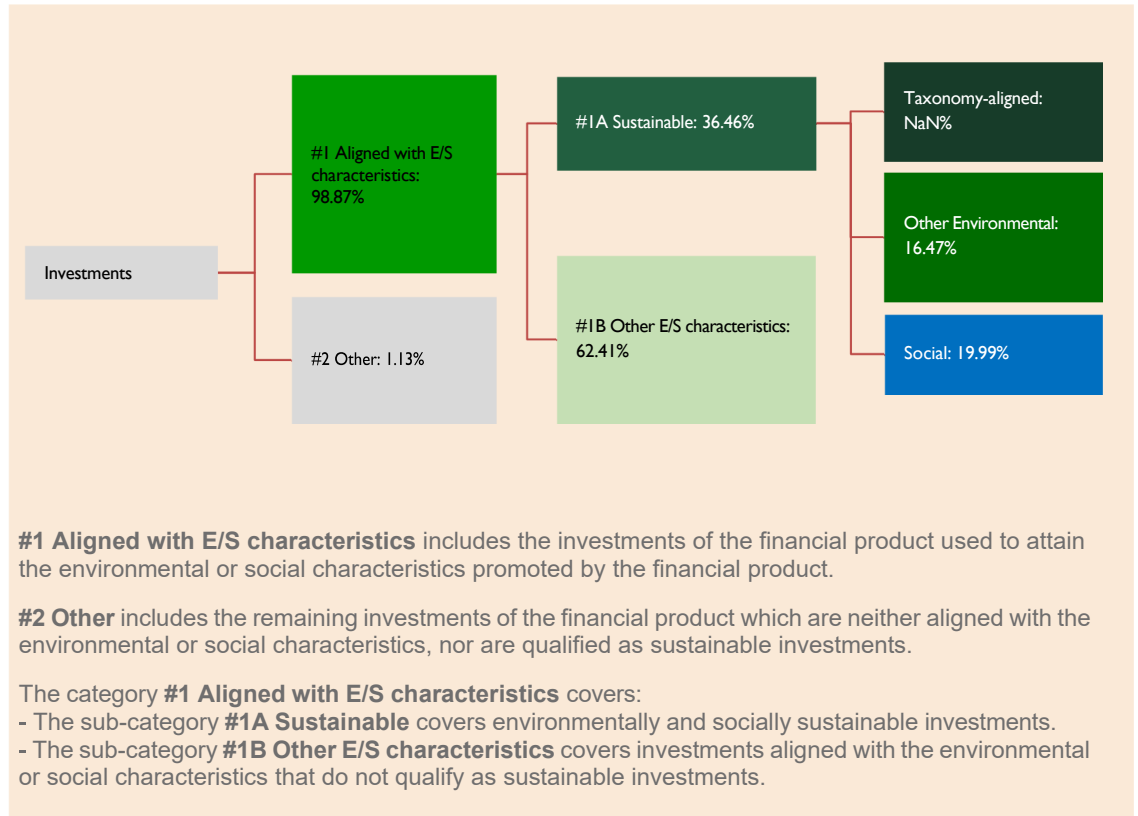 Investments
#1 Aligned with E/S
characteristics:
98.87%
#2 Other: 1.13%
#1A Sustainable: 36.46%
#1B Other E/S characteristics:
62.41%
Taxonomy-aligned:
NaN%
Other Environmental:
16.47%
Social: 19.99%
#1 Aligned with E/S characteristics includes the investments of the financial product used to attain
the environmental or social characteristics promoted by the financial product.
#2 Other includes the remaining investments of the financial product which are neither aligned with the
environmental or social characteristics, nor are qualified as sustainable investments.
The category #1 Aligned with E/S characteristics covers:
- The sub-category #1A Sustainable covers environmentally and socially sustainable investments.
- The sub-category #1B Other E/S characteristics covers investments aligned with the environmental
or social characteristics that do not qualify as sustainable investments.